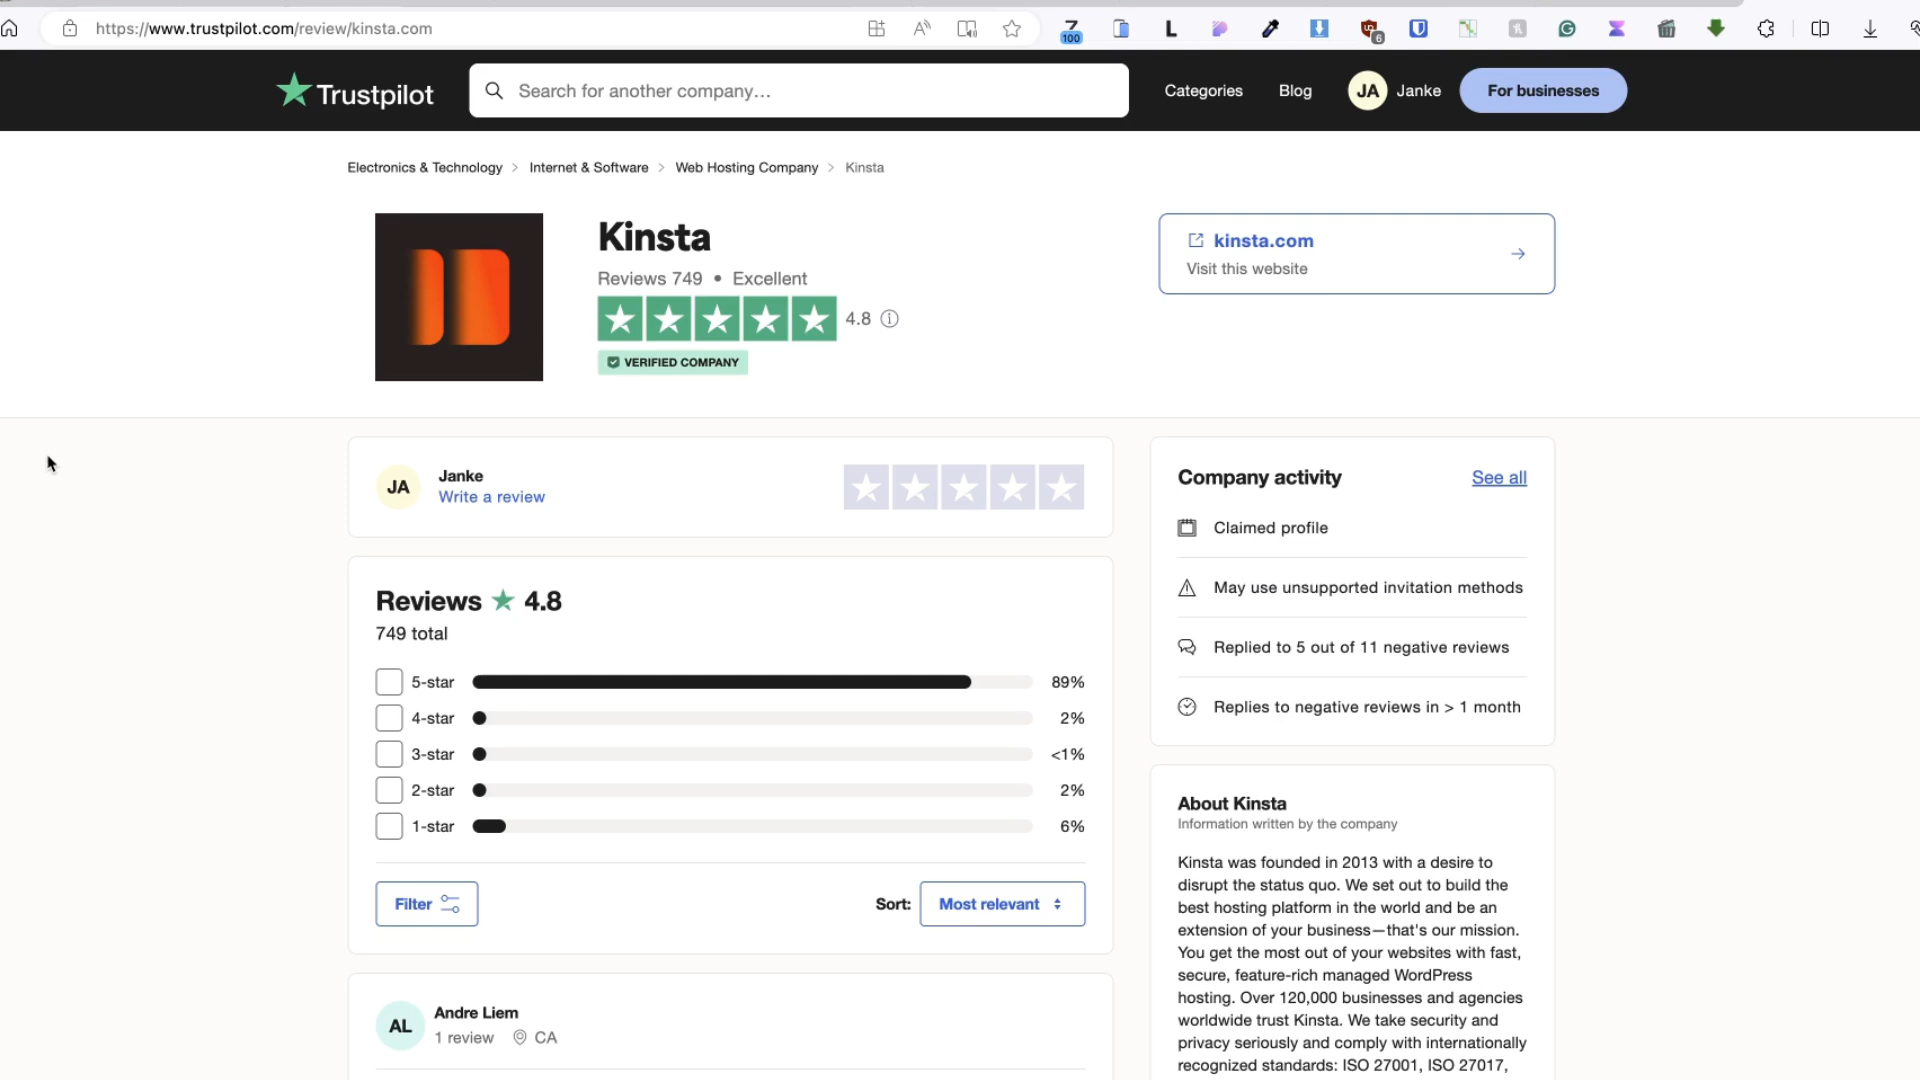 https://www.trustpilot.com/review/kinsta.com
100
L
6
Trustpilot
Search for another company...
Categories
Blog
JA
Janke
For businesses
Electronics & Technology > Internet & Software > Web Hosting Company > Kinsta
Kinsta
Reviews 749 • Excellent
4.8
VERIFIED COMPANY
kinsta.com
Visit this website
JA
Janke
Write a review
Reviews ★ 4.8
749 total
5-star 89%
4-star 2%
3-star <1%
2-star 2%
1-star 6%
Filter
Sort: Most relevant
AL
Andre Liem
1 review CA
Company activity
See all
Claimed profile
May use unsupported invitation methods
Replied to 5 out of 11 negative reviews
Replies to negative reviews in > 1 month
About Kinsta
Information written by the company
Kinsta was founded in 2013 with a desire to
disrupt the status quo. We set out to build the
best hosting platform in the world and be an
extension of your business—that's our mission.
You get the most out of your websites with fast,
secure, feature-rich managed WordPress
hosting. Over 120,000 businesses and agencies
worldwide trust Kinsta. We take security and
privacy seriously and comply with internationally
recognized standards: ISO 27001, ISO 27017,